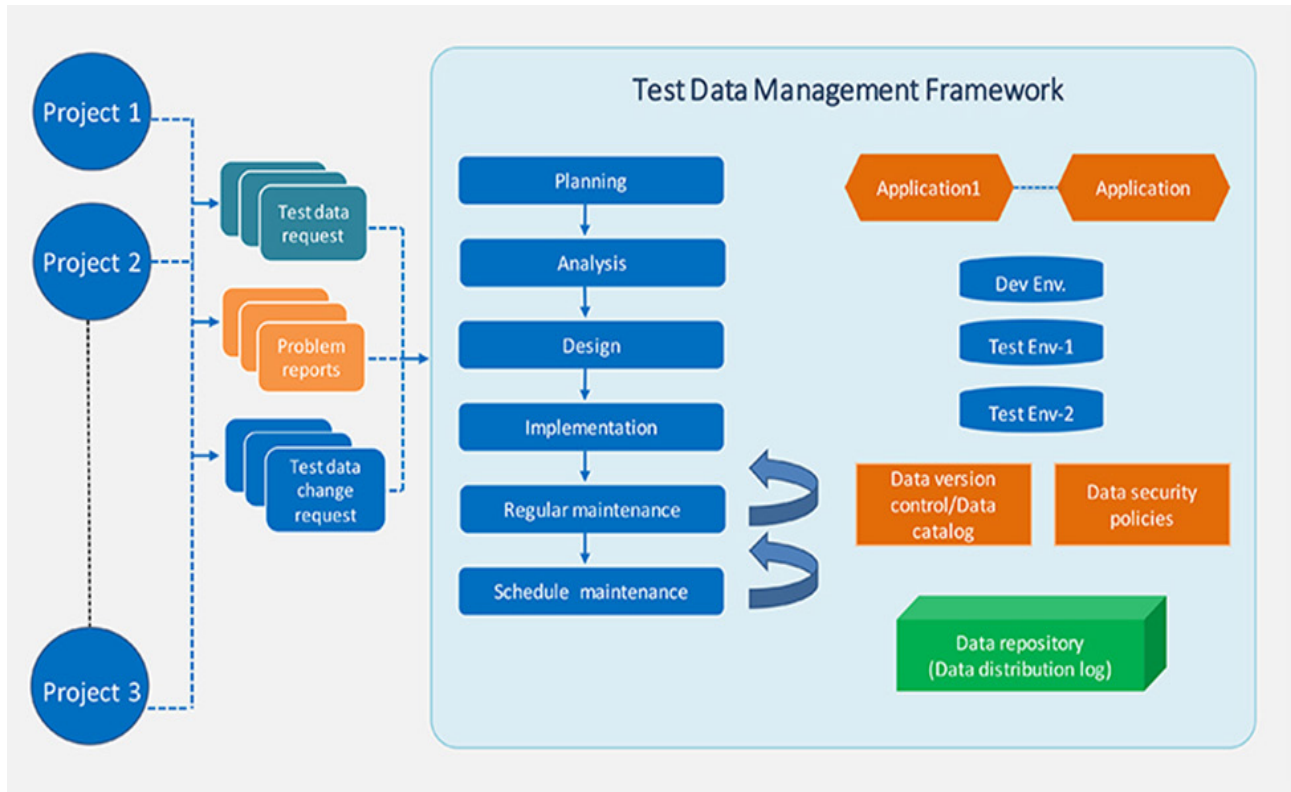 Test Data Management Framework
Project 1
Project 2
Project 3
Test data
request
Problem
reports
Test data
change
request
Planning
Analysis
Design
Implementation
Regular maintenance
Schedule maintenance
Application1
Application
Dev Env.
Test Env-1
Test Env-2
Data version
control/Data
catalog
Data security
policies
Data repository
(Data distribution log)